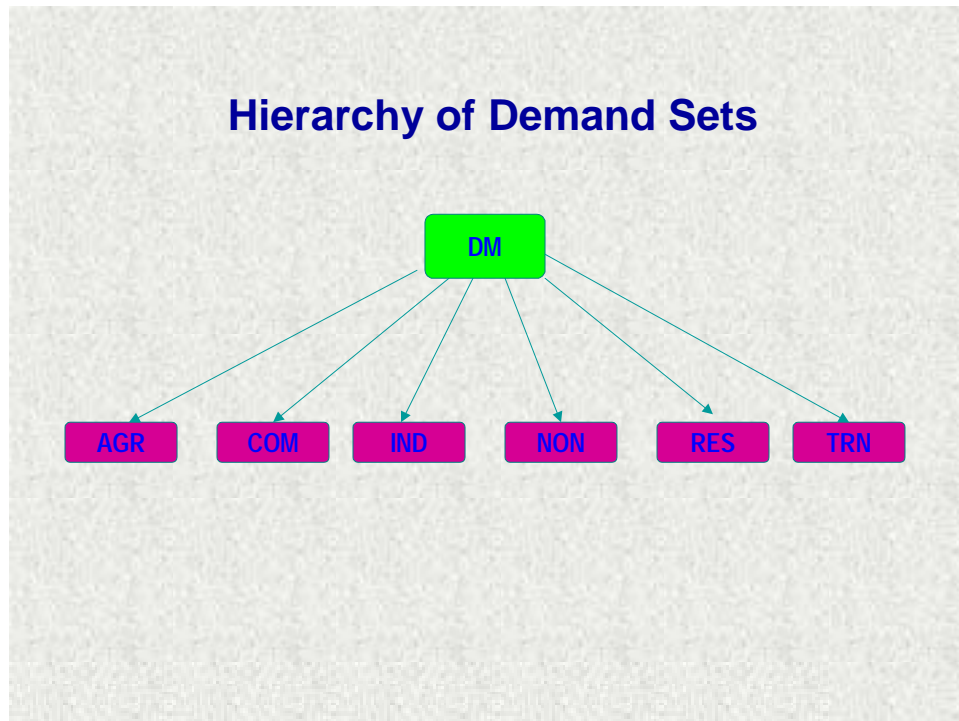 Hierarchy of Demand Sets
DM
AGR COM IND NON RES TRN